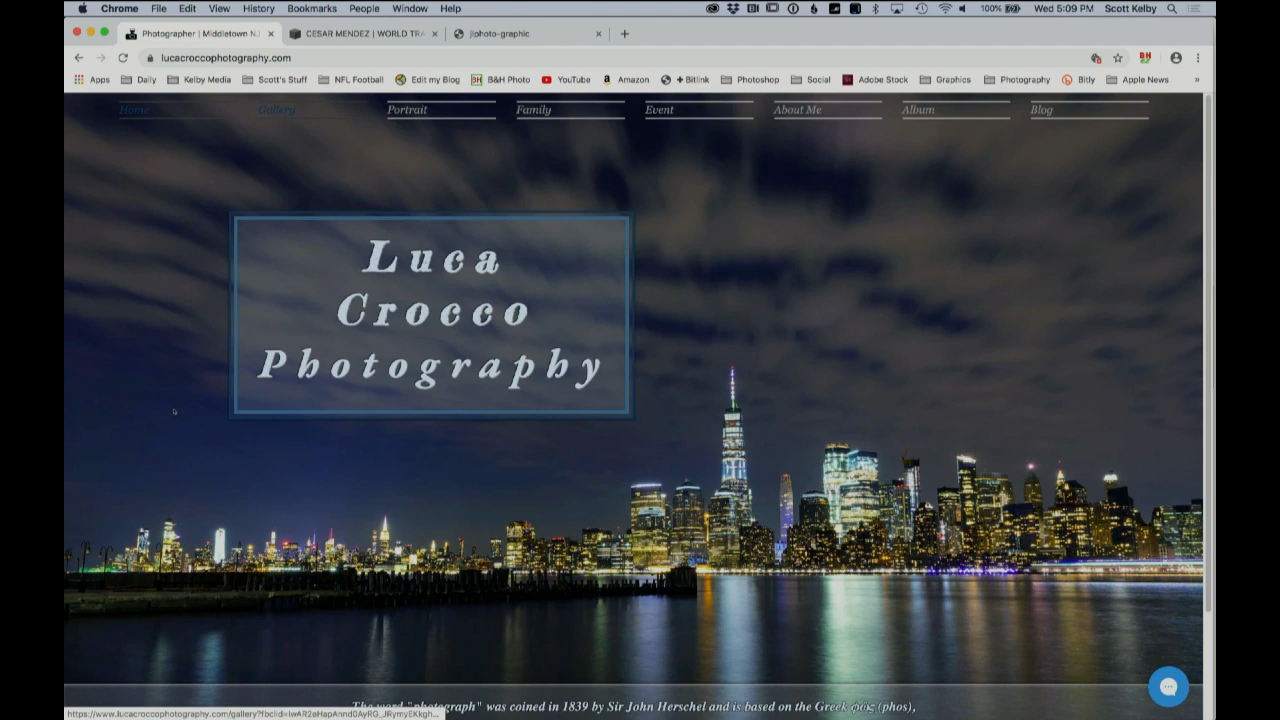 Chrome File Edit View History Bookmarks People Window Help 100% Wed 5:09 PM Scott Kelby
Photographer | Middletown N. CESAR MENDEZ | WORLD TRA jlphoto-graphic
lucacroccophotography.com
Apps Daily Kelby Media Scott's Stuff NFL Football Edit my Blog BH B&H Photo YouTube a Amazon + Bitlink Photoshop Social St Adobe Stock Graphics Photography Bitly Apple News »
Home Gallery Portrait Family Event About Me Album Blog
Luca
Crocco
Photography
The word "photograph" was coined in 1839 by Sir John Herschel and is based on the Greek φῶς (phos),